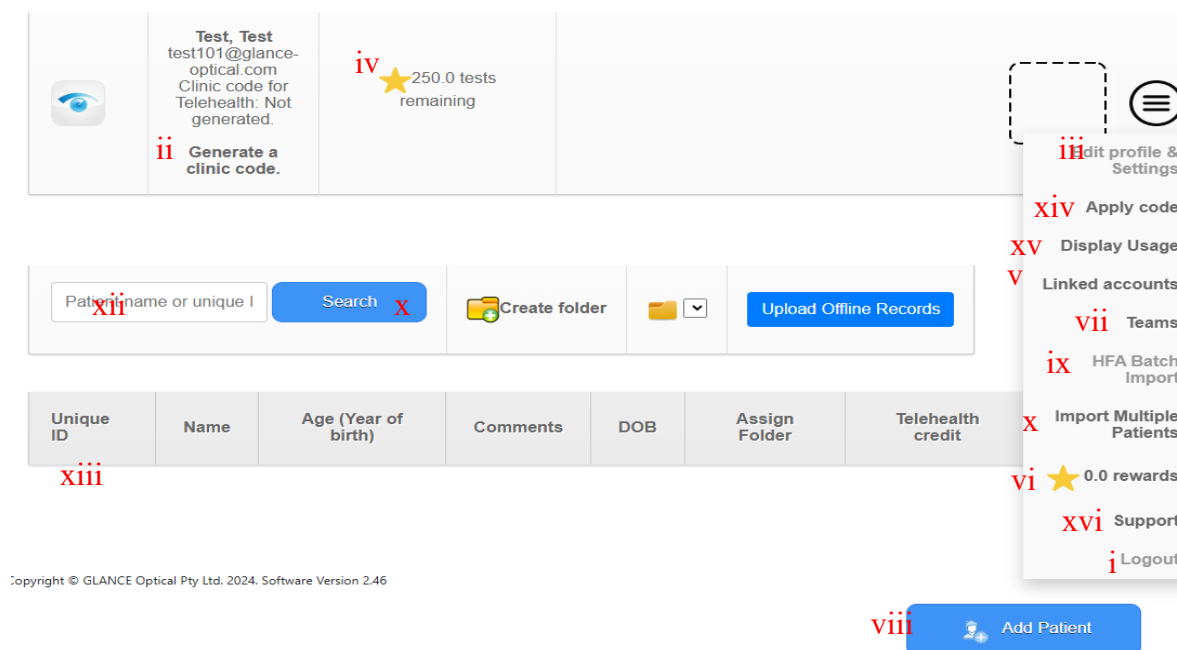 Test, Test
test101@glance-
optical.com
Clinic code for
Telehealth: Not
generated.
ii Generate a
clinic code.
iv 250.0 tests
remaining
iii Edit profile &
Settings
xiv Apply code
xv Display Usage
v Linked accounts
vii Teams
ix HFA Batch
Import
x Import Multiple
Patients
vi 0.0 rewards
xvi Support
i Logout
Patient name or unique I xii
Search x
Create folder
Upload Offline Records
Unique
ID
Name
Age (Year of
birth)
Comments
DOB
Assign
Folder
Telehealth
credit
xiii
Copyright © GLANCE Optical Pty Ltd. 2024. Software Version 2.46
viii Add Patient